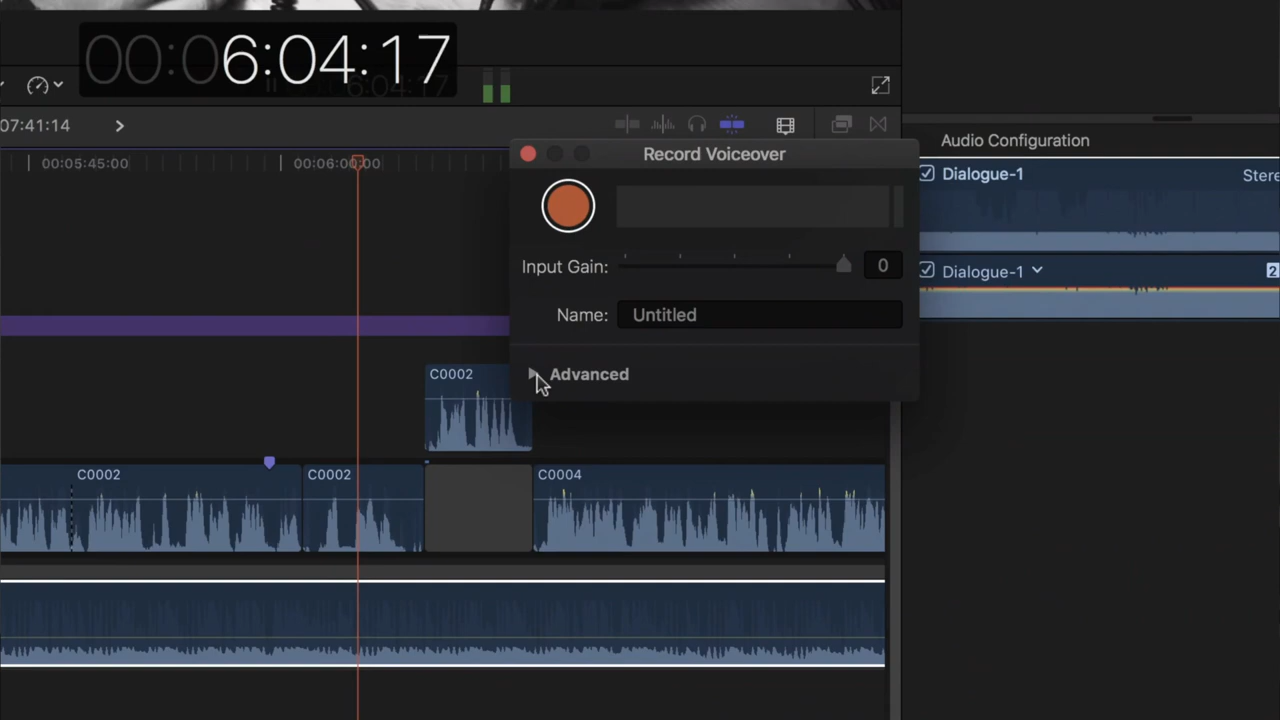 00:06:04:17
07:41:14
Audio Configuration
00:05:45:00
00:06:00:00
Record Voiceover
Dialogue-1
Input Gain:
0
Dialogue-1
2
Name:
Untitled
Advanced
C0002
C0002
C0002
C0004